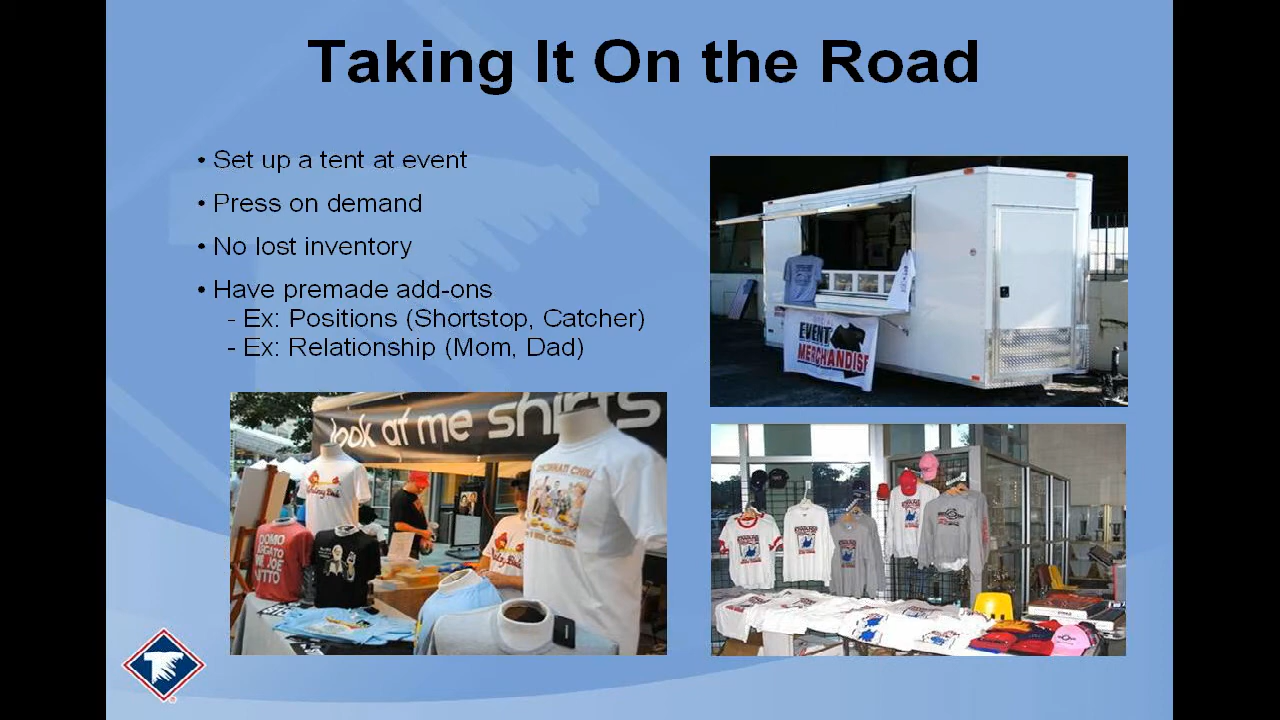 Taking It On the Road
• Set up a tent at event
• Press on demand
• No lost inventory
• Have premade add-ons
- Ex: Positions (Shortstop, Catcher)
- Ex: Relationship (Mom, Dad)
EVENT
MERCHANDISE
look at me shirts
CINCINNATI CHILI
DOMO
ARIGATO
JOE